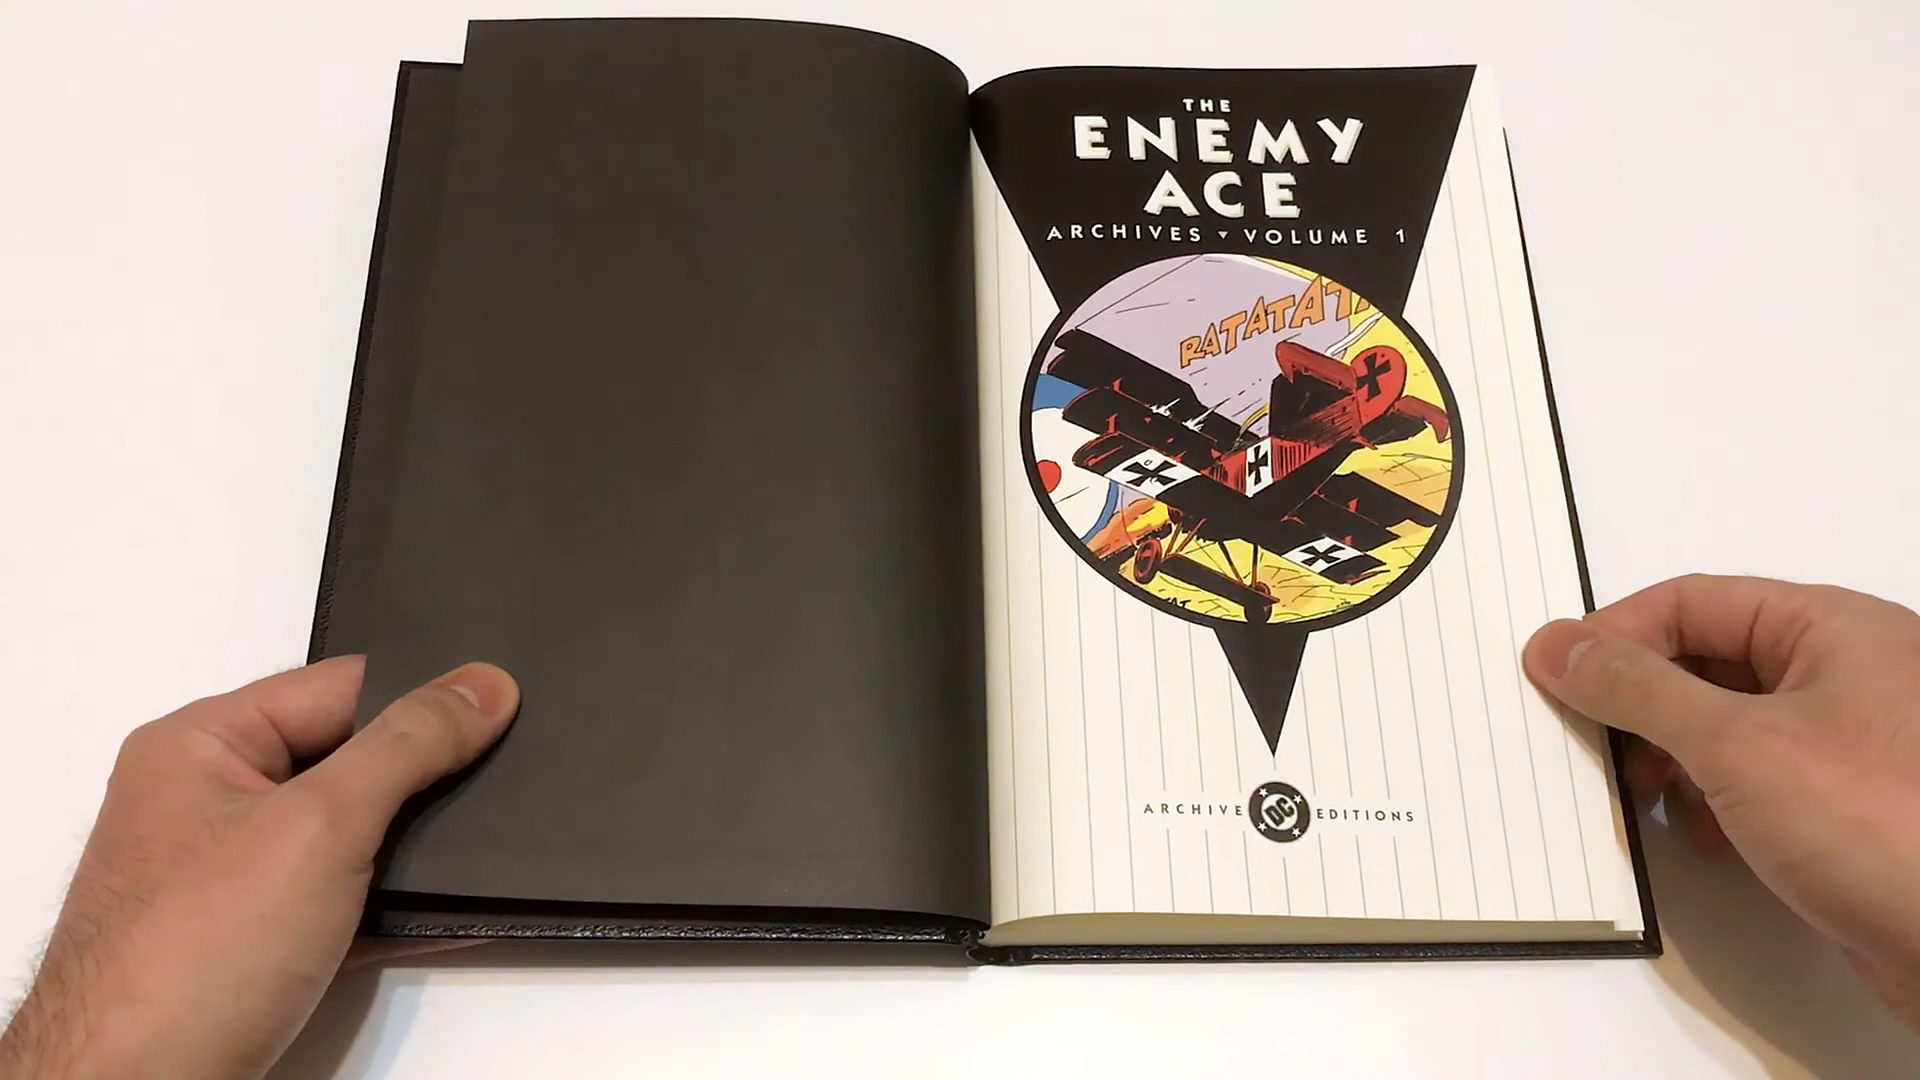 THE
ENEMY
ACE
ARCHIVES ▾ VOLUME 1
RATATAT
ARCHIVE DC EDITIONS